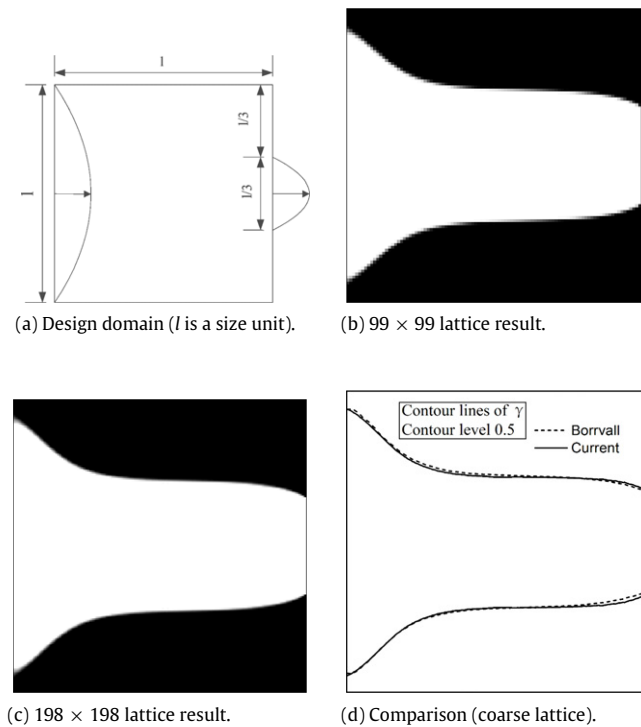 l
l
l/3
l/3
(a) Design domain (l is a size unit).
(b) 99 × 99 lattice result.
Contour lines of γ
Contour level 0.5
Borrvall
Current
(c) 198 × 198 lattice result.
(d) Comparison (coarse lattice).